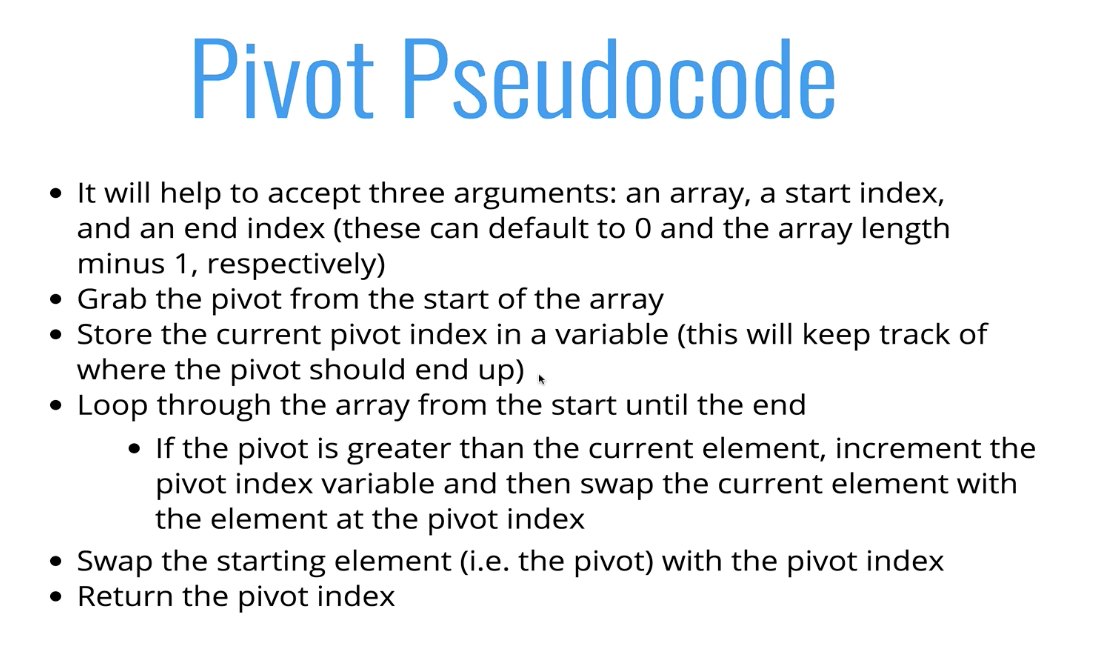 Pivot Pseudocode
• It will help to accept three arguments: an array, a start index,
and an end index (these can default to 0 and the array length
minus 1, respectively)
• Grab the pivot from the start of the array
• Store the current pivot index in a variable (this will keep track of
where the pivot should end up)
• Loop through the array from the start until the end
• If the pivot is greater than the current element, increment the
pivot index variable and then swap the current element with
the element at the pivot index
• Swap the starting element (i.e. the pivot) with the pivot index
• Return the pivot index